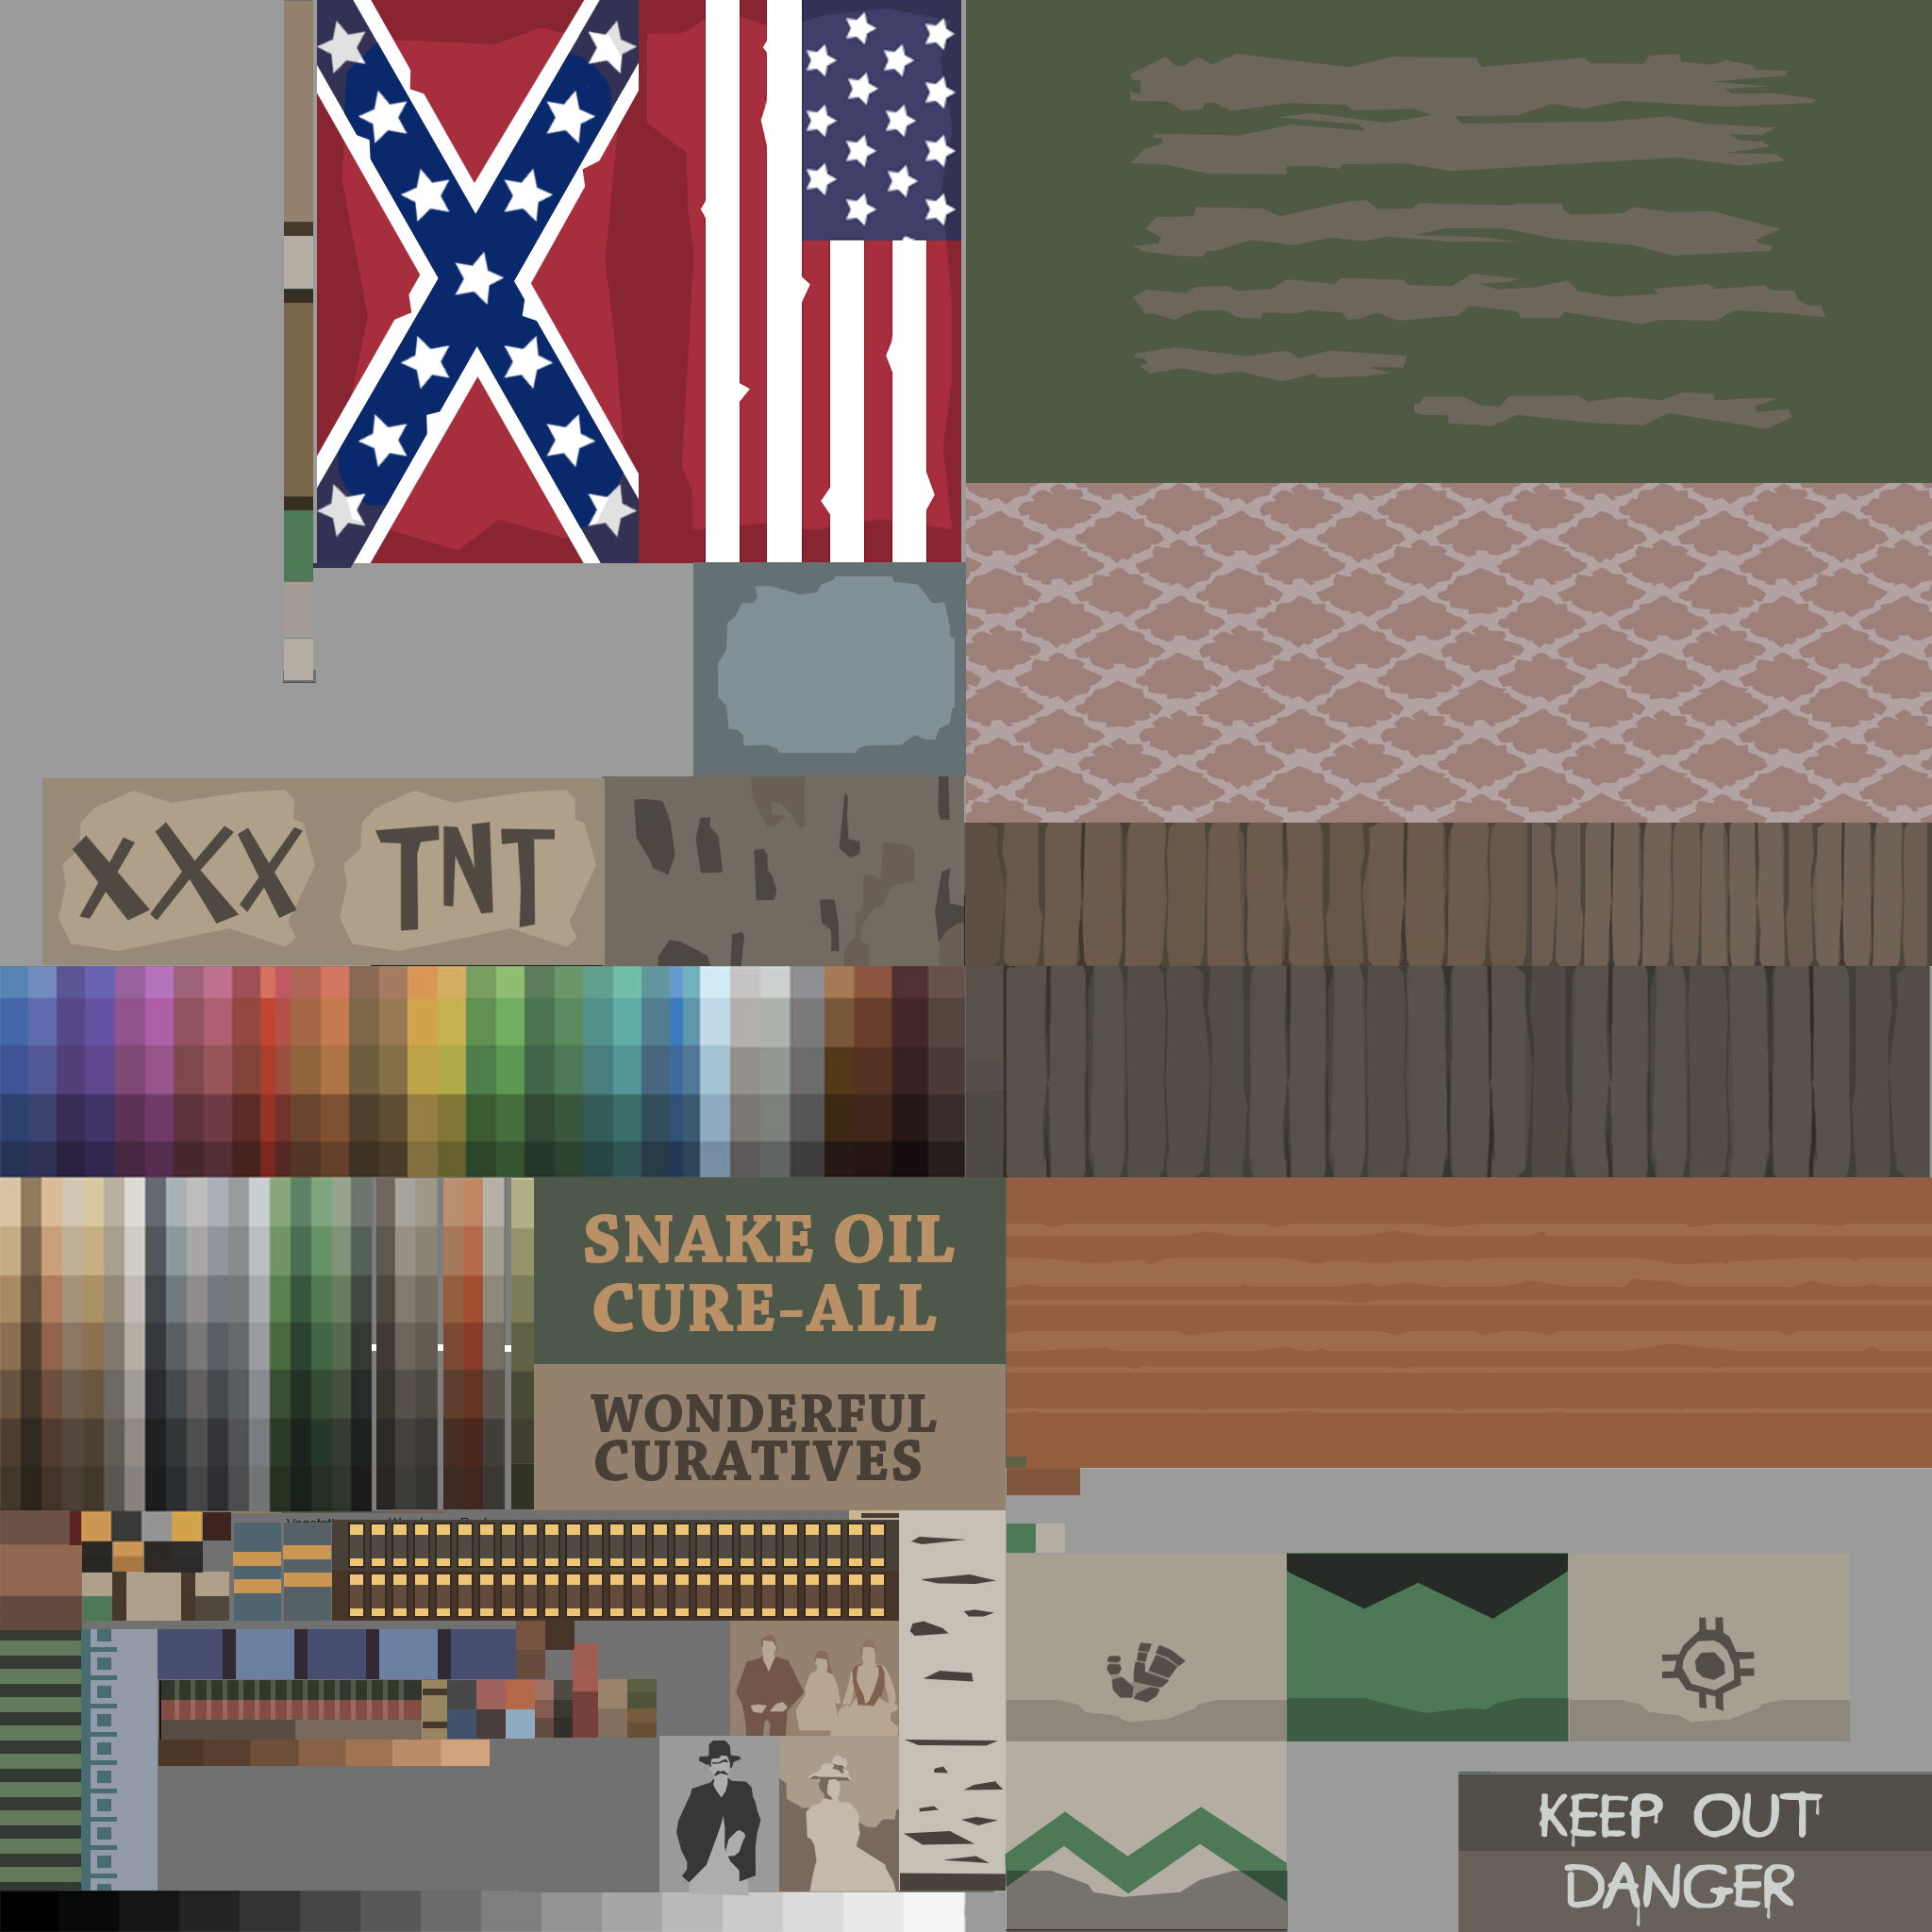 XXX
TNT
SNAKE OIL
CURE-ALL
WONDERFUL
CURATIVES
KEEP OUT
DANGER